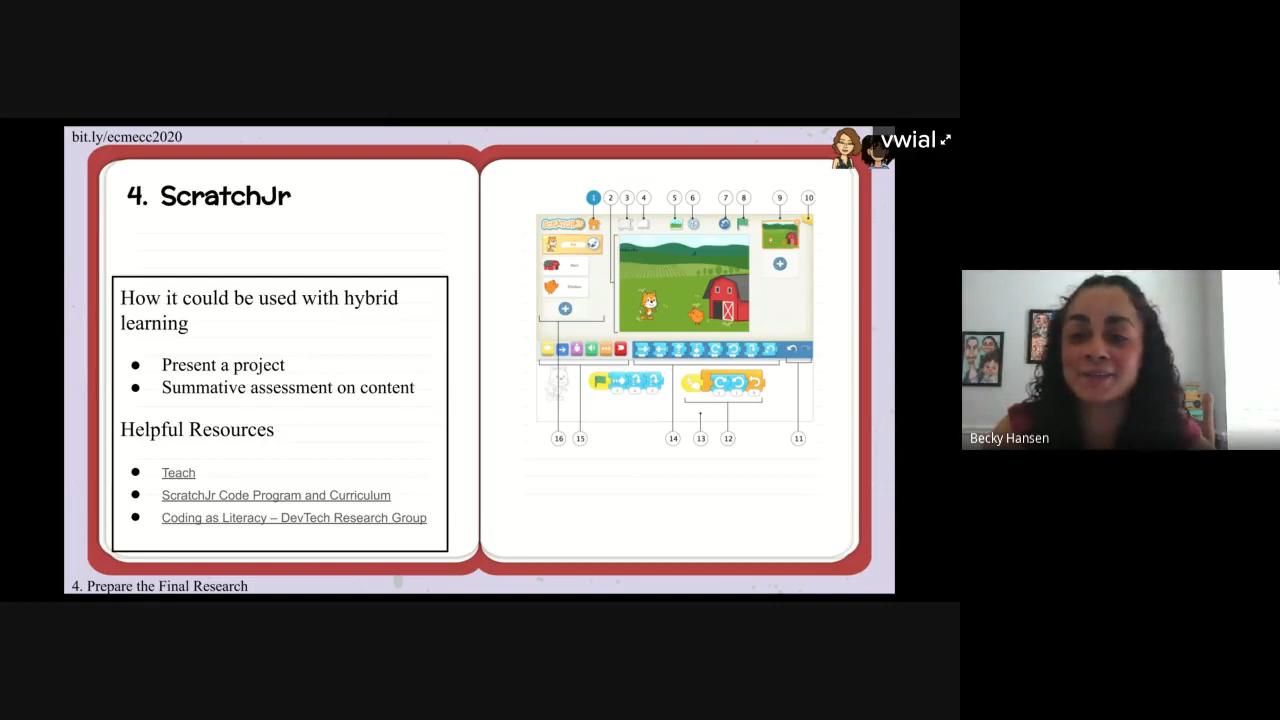 bit.ly/ecmecc2020
vwial
4. ScratchJr
How it could be used with hybrid
learning
● Present a project
● Summative assessment on content
Helpful Resources
● Teach
● ScratchJr Code Program and Curriculum
● Coding as Literacy – DevTech Research Group
1 2 3 4 5 6 7 8 9 10
16 15 14 13 12 11
4. Prepare the Final Research
Becky Hansen